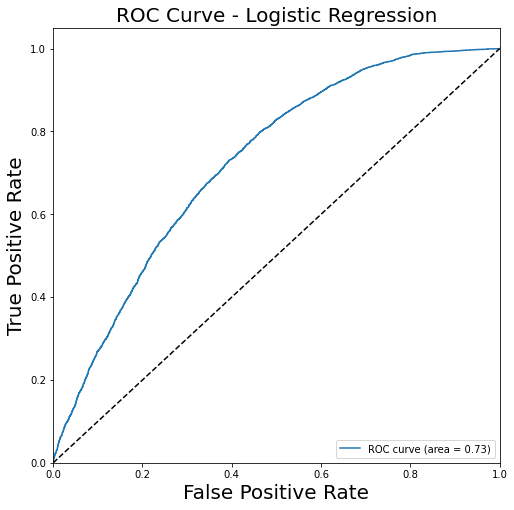 ROC Curve - Logistic Regression
True Positive Rate
1.0
0.8
0.6
0.4
0.2
0.0
0.0 0.2 0.4 0.6 0.8 1.0
False Positive Rate
ROC curve (area = 0.73)